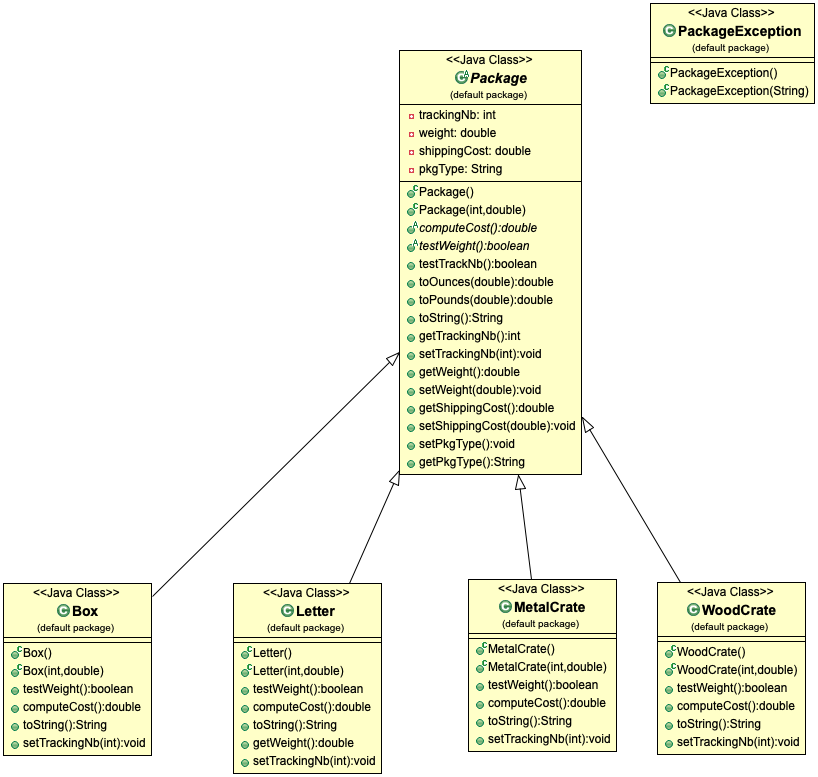 <<Java Class>>
PackageException
(default package)
PackageException()
PackageException(String)
<<Java Class>>
Package
(default package)
trackingNb: int
weight: double
shippingCost: double
pkgType: String
Package()
Package(int,double)
computeCost():double
testWeight():boolean
testTrackNb():boolean
toOunces(double):double
toPounds(double):double
toString():String
getTrackingNb():int
setTrackingNb(int):void
getWeight():double
setWeight(double):void
getShippingCost():double
setShippingCost(double):void
setPkgType():void
getPkgType():String
<<Java Class>>
Box
(default package)
Box()
Box(int,double)
testWeight():boolean
computeCost():double
toString():String
setTrackingNb(int):void
<<Java Class>>
Letter
(default package)
Letter()
Letter(int,double)
testWeight():boolean
computeCost():double
toString():String
getWeight():double
setTrackingNb(int):void
<<Java Class>>
MetalCrate
(default package)
MetalCrate()
MetalCrate(int,double)
testWeight():boolean
computeCost():double
toString():String
setTrackingNb(int):void
<<Java Class>>
WoodCrate
(default package)
WoodCrate()
WoodCrate(int,double)
testWeight():boolean
computeCost():double
toString():String
setTrackingNb(int):void